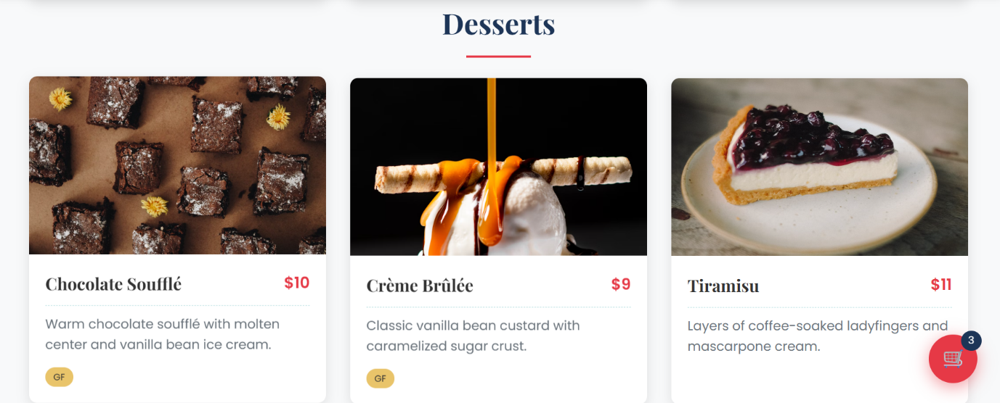 Desserts
Chocolate Soufflé
$10
Warm chocolate soufflé with molten
center and vanilla bean ice cream.
GF
Crème Brûlée
$9
Classic vanilla bean custard with
caramelized sugar crust.
GF
Tiramisu
$11
Layers of coffee-soaked ladyfingers and
mascarpone cream.
3